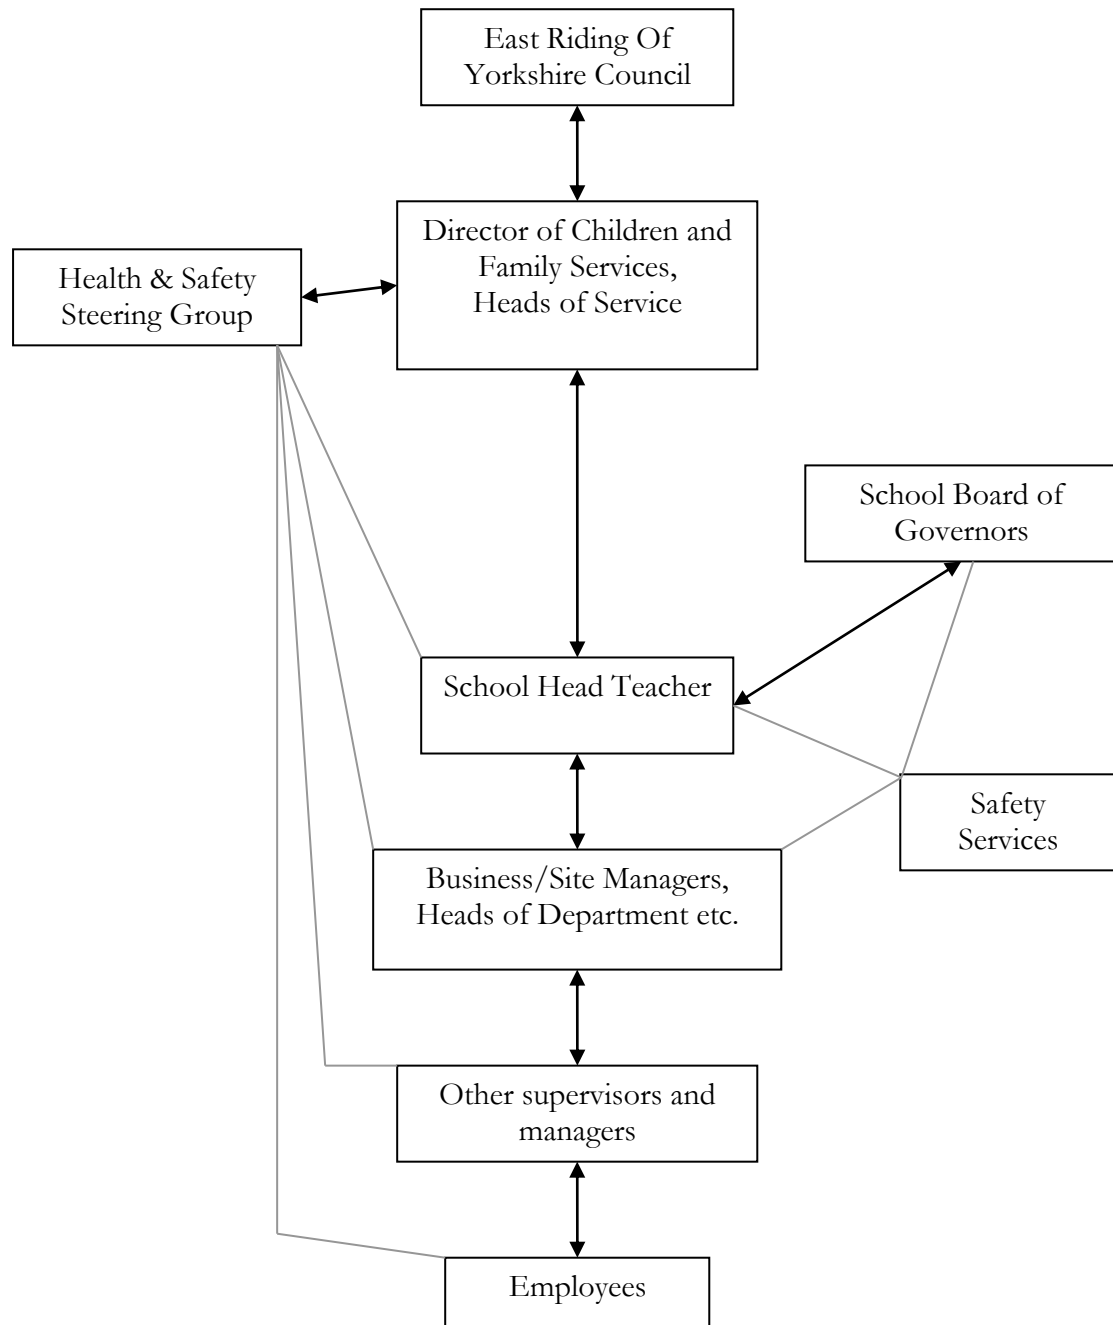 East Riding Of
Yorkshire Council
Director of Children and
Family Services,
Heads of Service
Health & Safety
Steering Group
School Board of
Governors
School Head Teacher
Safety
Services
Business/Site Managers,
Heads of Department etc.
Other supervisors and
managers
Employees